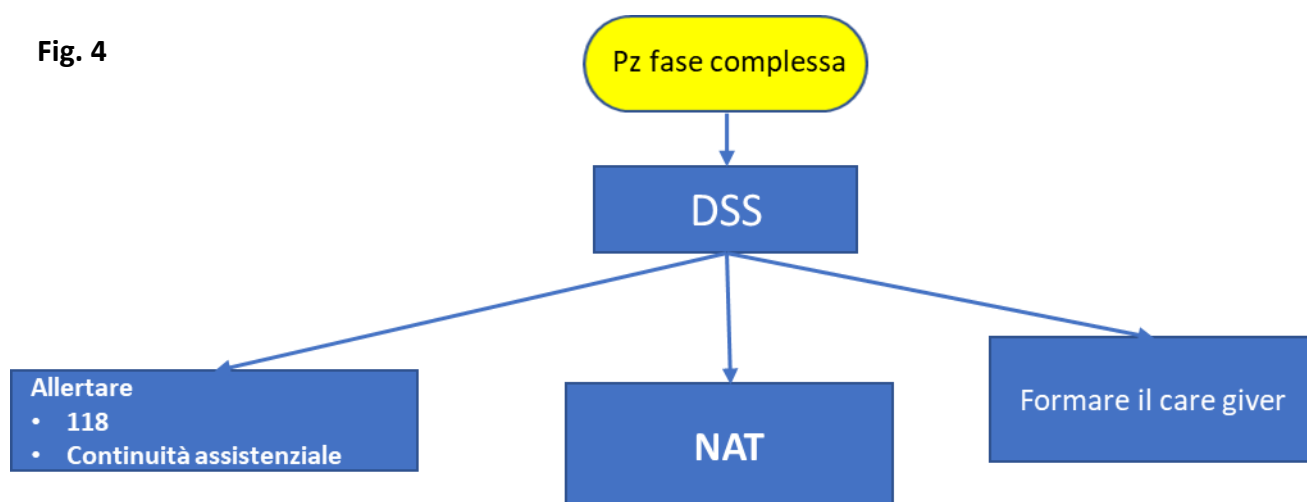 Fig. 4
Pz fase complessa
DSS
Allertare
• 118
• Continuità assistenziale
NAT
Formare il care giver